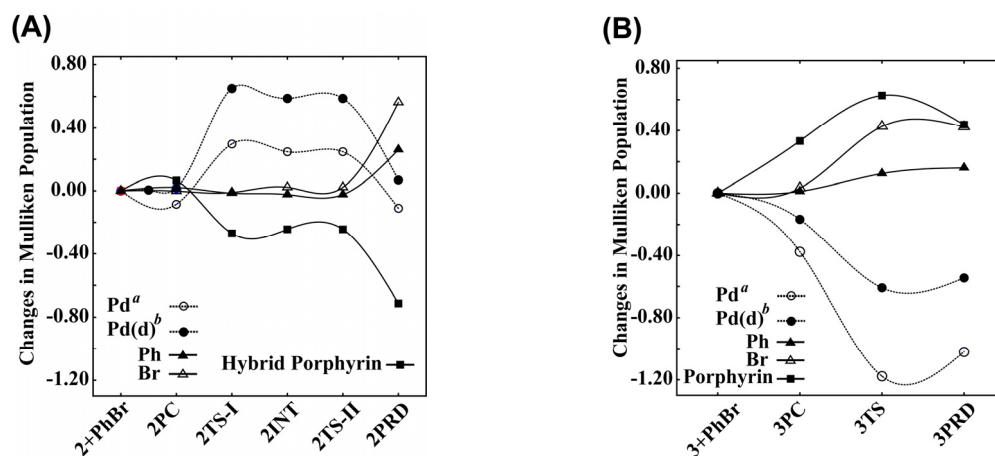 (A)
Changes in Mulliken Population
0.80
0.40
0.00
-0.40
-0.80
-1.20
Pd a
Pd(d) b
Ph
Br
Hybrid Porphyrin
2+PhBr
2PC
2TS-I
2INT
2TS-II
2PRD
(B)
Changes in Mulliken Population
0.80
0.40
0.00
-0.40
-0.80
-1.20
Pd a
Pd(d) b
Ph
Br
Porphyrin
3+PhBr
3PC
3TS
3PRD